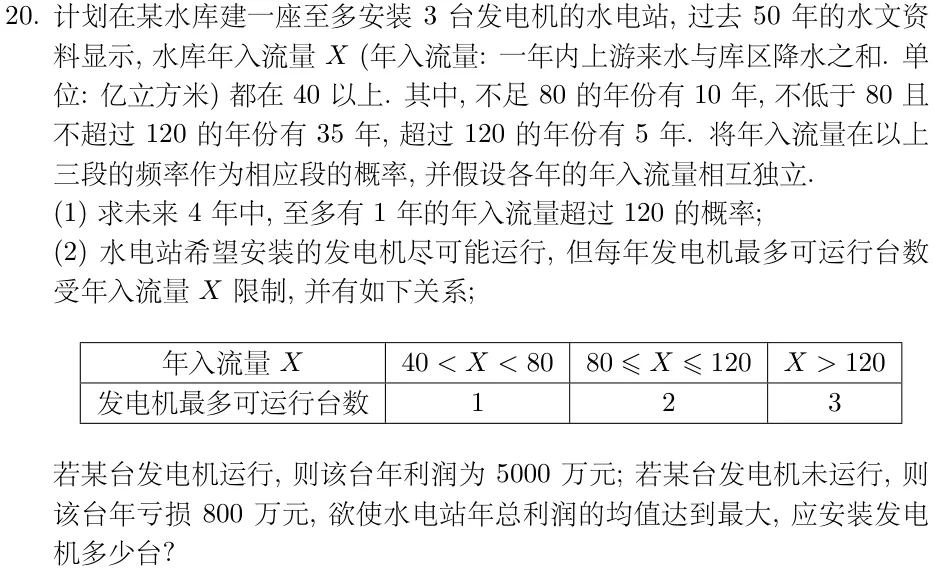 20. 计划在某水库建一座至多安装 3 台发电机的水电站, 过去 50 年的水文资
料显示, 水库年入流量 X (年入流量: 一年内上游来水与库区降水之和. 单
位: 亿立方米) 都在 40 以上. 其中, 不足 80 的年份有 10 年, 不低于 80 且
不超过 120 的年份有 35 年, 超过 120 的年份有 5 年. 将年入流量在以上
三段的频率作为相应段的概率, 并假设各年的年入流量相互独立.
(1) 求未来 4 年中, 至多有 1 年的年入流量超过 120 的概率;
(2) 水电站希望安装的发电机尽可能运行, 但每年发电机最多可运行台数
受年入流量 X 限制, 并有如下关系;
年入流量 X 40 < X < 80 80 ⩽ X ⩽ 120 X > 120
发电机最多可运行台数 1 2 3
若某台发电机运行, 则该台年利润为 5000 万元; 若某台发电机未运行, 则
该台年亏损 800 万元, 欲使水电站年总利润的均值达到最大, 应安装发电
机多少台?